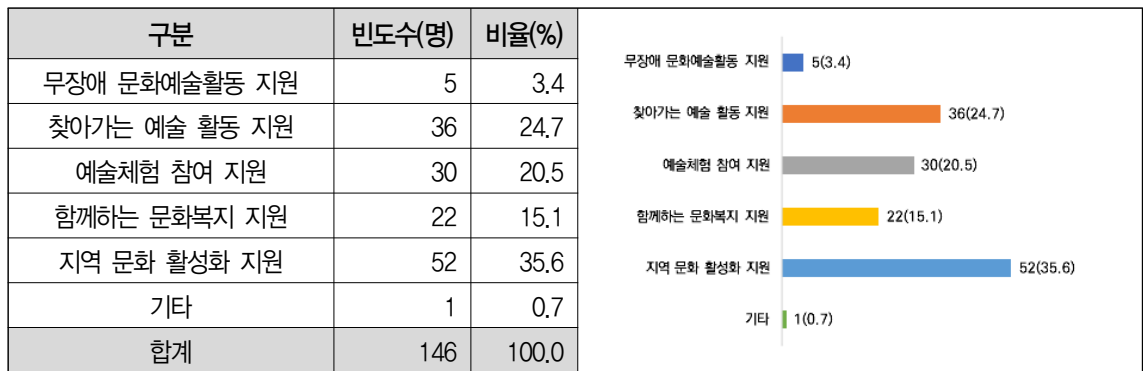 구분 빈도수(명) 비율(%)
무장애 문화예술활동 지원 5 3.4
찾아가는 예술 활동 지원 36 24.7
예술체험 참여 지원 30 20.5
함께하는 문화복지 지원 22 15.1
지역 문화 활성화 지원 52 35.6
기타 1 0.7
합계 146 100.0
무장애 문화예술활동 지원 5(3.4)
찾아가는 예술 활동 지원 36(24.7)
예술체험 참여 지원 30(20.5)
함께하는 문화복지 지원 22(15.1)
지역 문화 활성화 지원 52(35.6)
기타 1(0.7)